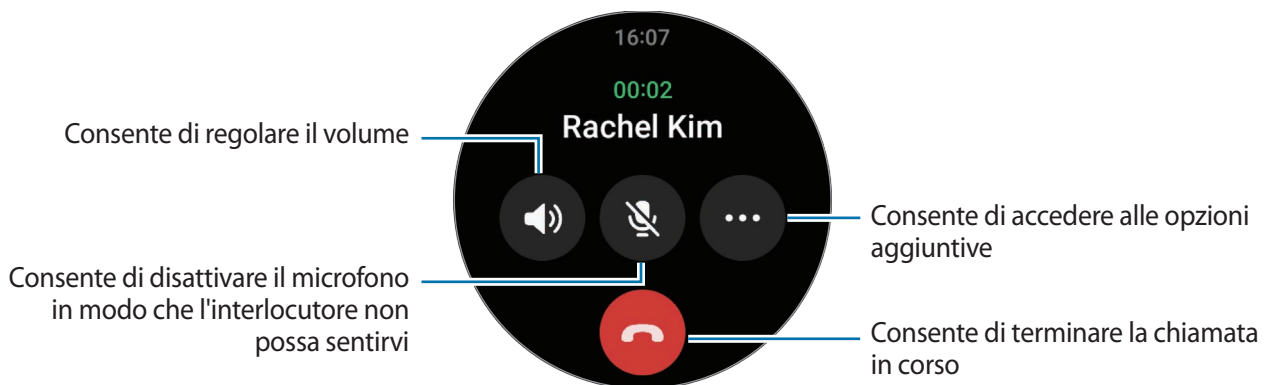 16:07
00:02
Rachel Kim
Consente di regolare il volume
Consente di accedere alle opzioni
aggiuntive
Consente di disattivare il microfono
in modo che l'interlocutore non
possa sentirvi
Consente di terminare la chiamata
in corso